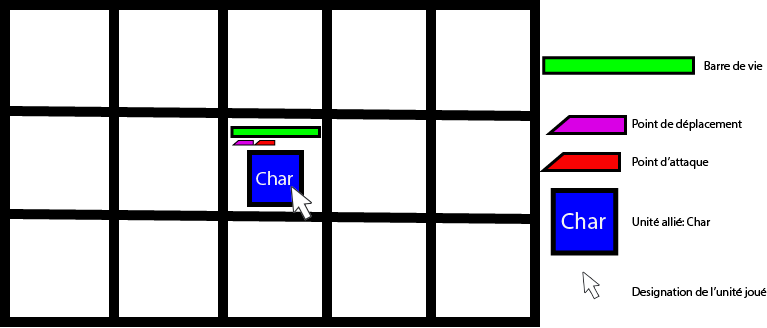 Barre de vie
Point de déplacement
Char
Point d'attaque
Char
Unité allié: Char
Designation de l'unité joué